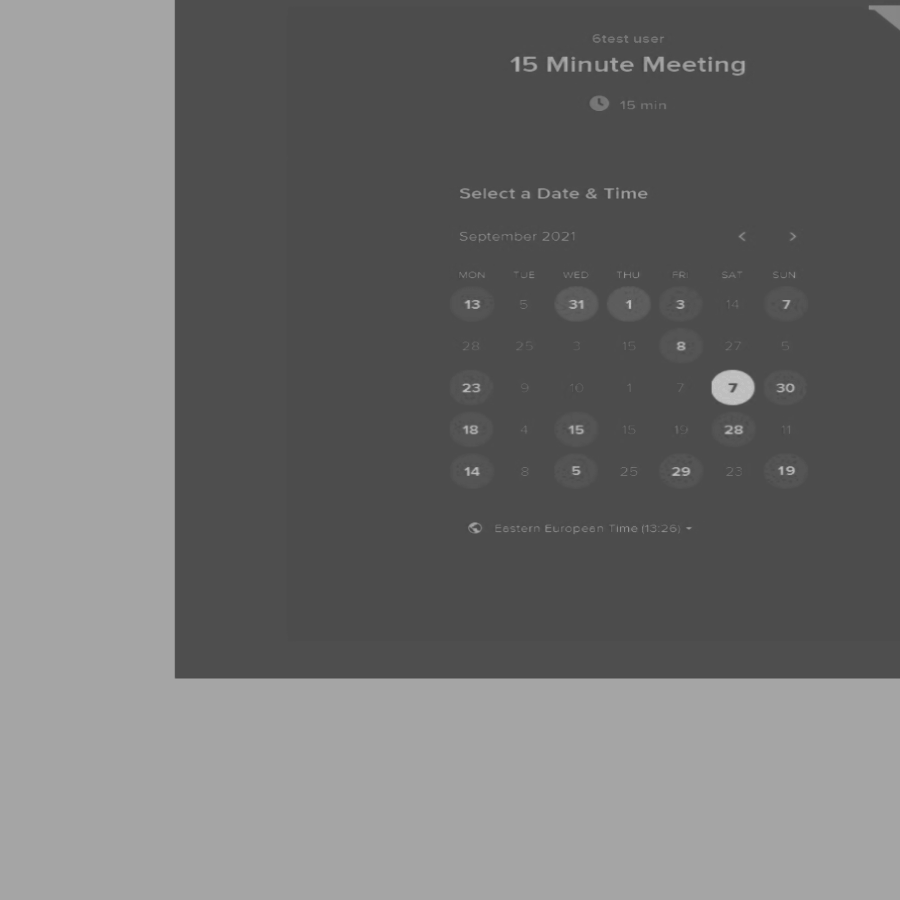 6test user
15 Minute Meeting
15 min
Select a Date & Time
September 2021 < >
MON TUE WED THU FRI SAT SUN
13 5 31 1 3 14 7
28 25 3 15 8 27 5
23 9 10 1 7 7 30
18 4 15 15 19 28 11
14 8 5 25 29 23 19
Eastern European Time (13:26)